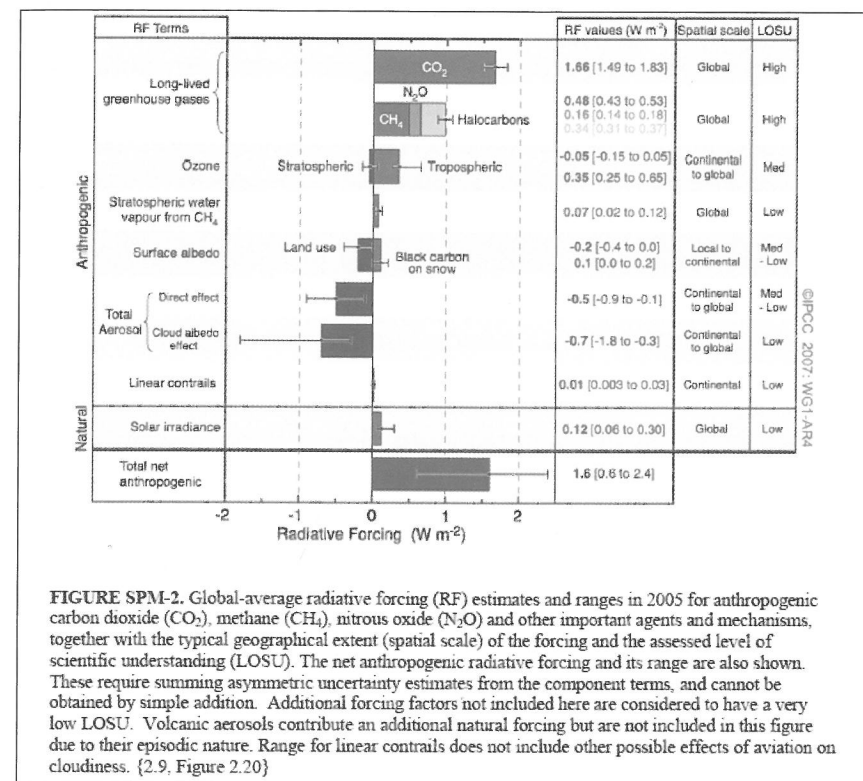 RF Terms
RF values (W m-2) Spatial scale LOSU
Anthropogenic
Long-lived
greenhouse gases
CO2
1.66 [1.49 to 1.83]
Global
High
N2O
CH4
Halocarbons
0.48 [0.43 to 0.53]
0.16 [0.14 to 0.18]
0.34 [0.31 to 0.37]
Global
High
Ozone
Stratospheric
Tropospheric
-0.05 [-0.15 to 0.05]
0.35 [0.25 to 0.65]
Continental
to global
Med
Stratospheric water
vapour from CH4
0.07 [0.02 to 0.12]
Global
Low
Surface albedo
Land use
Black carbon
on snow
-0.2 [-0.4 to 0.0]
0.1 [0.0 to 0.2]
Local to
continental
Med
- Low
Total
Aerosol
Direct effect
-0.5 [-0.9 to -0.1]
Continental
to global
Med
- Low
Cloud albedo
effect
-0.7 [-1.8 to -0.3]
Continental
to global
Low
Linear contrails
0.01 [0.003 to 0.03]
Continental
Low
Natural
Solar irradiance
0.12 [0.06 to 0.30]
Global
Low
Total net
anthropogenic
1.6 [0.6 to 2.4]
-2 -1 0 1 2
Radiative Forcing (W m-2)
©IPCC 2007: WG1-AR4
FIGURE SPM-2. Global-average radiative forcing (RF) estimates and ranges in 2005 for anthropogenic
carbon dioxide (CO2), methane (CH4), nitrous oxide (N2O) and other important agents and mechanisms,
together with the typical geographical extent (spatial scale) of the forcing and the assessed level of
scientific understanding (LOSU). The net anthropogenic radiative forcing and its range are also shown.
These require summing asymmetric uncertainty estimates from the component terms, and cannot be
obtained by simple addition. Additional forcing factors not included here are considered to have a very
low LOSU. Volcanic aerosols contribute an additional natural forcing but are not included in this figure
due to their episodic nature. Range for linear contrails does not include other possible effects of aviation on
cloudiness. {2.9, Figure 2.20}